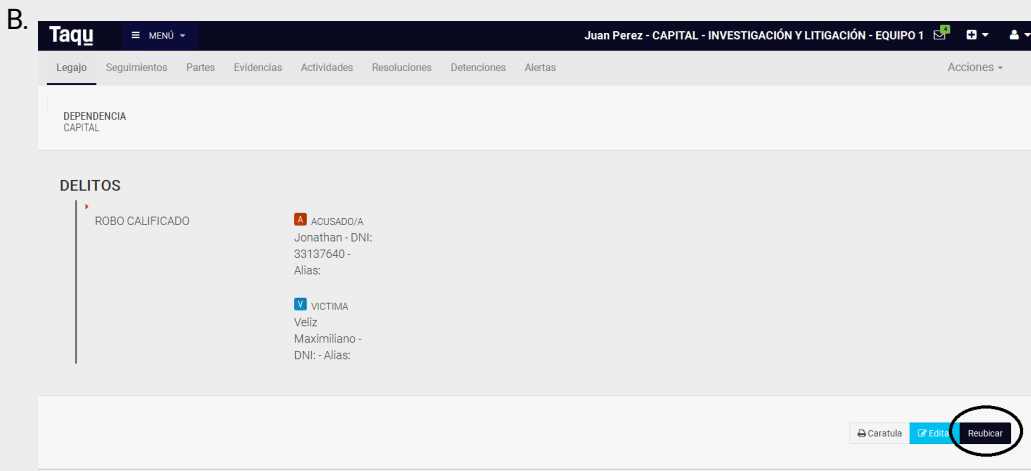 B.
Taqu ≡ MENÚ Juan Perez - CAPITAL - INVESTIGACIÓN Y LITIGACIÓN - EQUIPO 1
Legajo Seguimientos Partes Evidencias Actividades Resoluciones Detenciones Alertas Acciones
DEPENDENCIA
CAPITAL
DELITOS
ROBO CALIFICADO
A ACUSADO/A
Jonathan - DNI:
33137640 -
Alias:
V VICTIMA
Veliz
Maximiliano -
DNI: - Alias:
Caratula Edita Reubicar